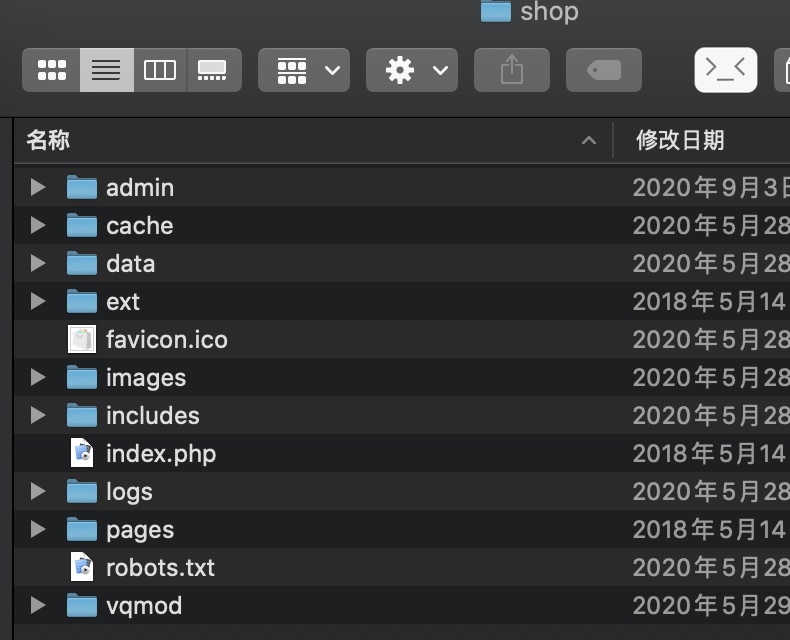 shop
名称 修改日期
admin 2020年9月3日
cache 2020年5月28
data 2020年5月28
ext 2018年5月14
favicon.ico 2020年5月28
images 2020年5月28
includes 2020年5月28
index.php 2018年5月14
logs 2020年5月28
pages 2018年5月14
robots.txt 2020年5月28
vqmod 2020年5月29